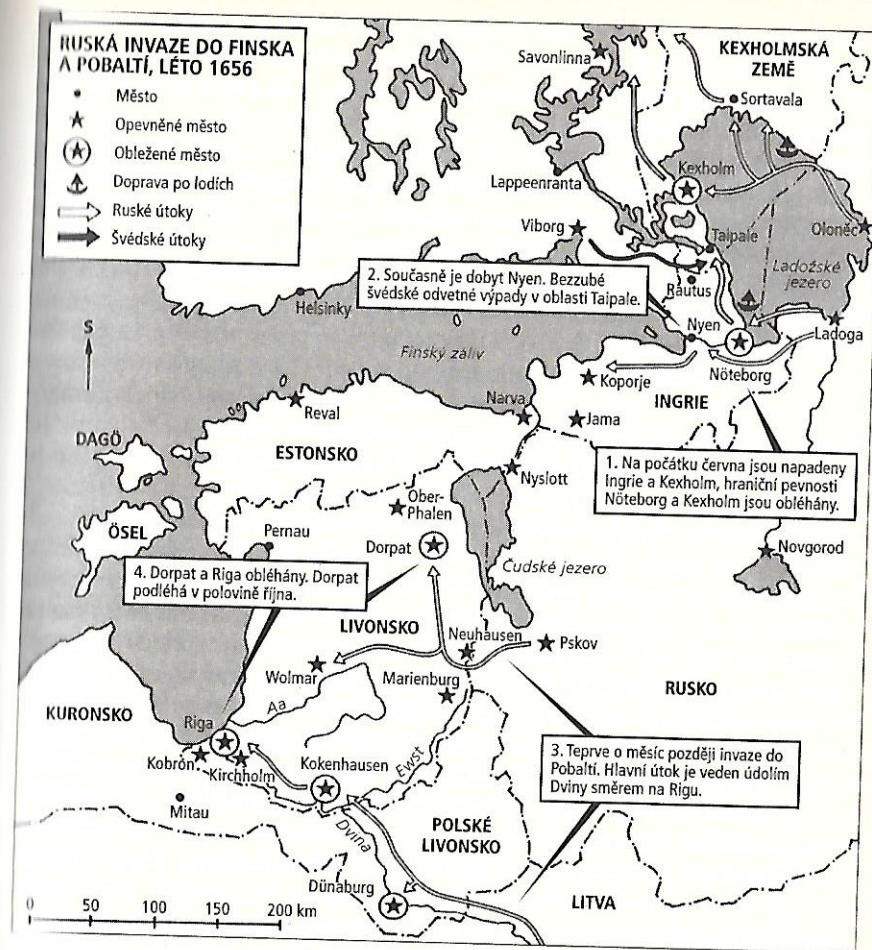 RUSKÁ INVAZE DO FINSKA
A POBALTÍ, LÉTO 1656
Město
Opevněné město
Obležené město
Doprava po lodích
Ruské útoky
Švédské útoky
Savonlinna
KEXHOLMSKÁ
ZEMĚ
Sortavala
Lappeenranta
Kexholm
Viborg
Taipale
Oloněc
Ladožské
jezero
2. Současně je dobyt Nyen. Bezzubé
švédské odvetné výpady v oblasti Taipale.
Rautus
Helsinky
Nyen
Ladoga
S
Finský záliv
Nöteborg
Koporje
INGRIE
Reval
Narva
Jama
DAGÖ
ESTONSKO
1. Na počátku června jsou napadeny
Ingrie a Kexholm, hraniční pevnosti
Nöteborg a Kexholm jsou obléhány.
Nyslott
Ober-
Phalen
ÖSEL
Pernau
Dorpat
Novgorod
Čudské jezero
4. Dorpat a Riga obléhány. Dorpat
podléhá v polovině října.
LIVONSKO
Neuhausen
Pskov
Wolmar
Marienburg
RUSKO
Aa
KURONSKO
Riga
Kobron
Kirchholm
Kokenhausen
Ewst
3. Teprve o měsíc později invaze do
Pobaltí. Hlavní útok je veden údolím
Dviny směrem na Rigu.
Mitau
Dvina
POLSKÉ
LIVONSKO
Dünaburg
LITVA
0 50 100 150 200 km